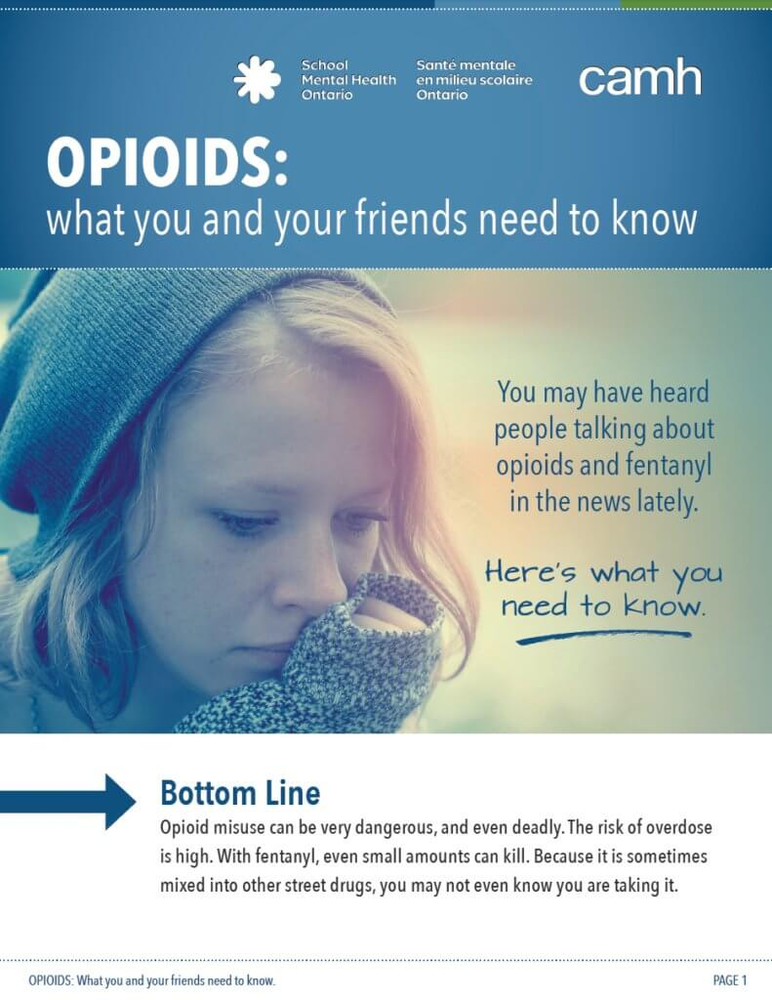 School
Mental Health
Ontario
Santé mentale
en milieu scolaire
Ontario
camh
OPIOIDS:
what you and your friends need to know
You may have heard
people talking about
opioids and fentanyl
in the news lately.
Here's what you
need to know.
Bottom Line
Opioid misuse can be very dangerous, and even deadly. The risk of overdose
is high. With fentanyl, even small amounts can kill. Because it is sometimes
mixed into other street drugs, you may not even know you are taking it.
OPIOIDS: What you and your friends need to know.
PAGE 1